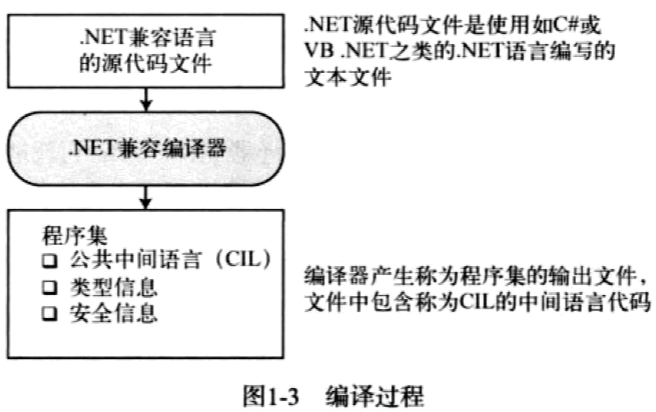 .NET兼容语言
的源代码文件
.NET源代码文件是使用如C#或
VB .NET之类的.NET语言编写的
文本文件
.NET兼容编译器
程序集
❑ 公共中间语言（CIL）
❑ 类型信息
❑ 安全信息
编译器产生称为程序集的输出文件，
文件中包含称为CIL的中间语言代码
图1-3 编译过程